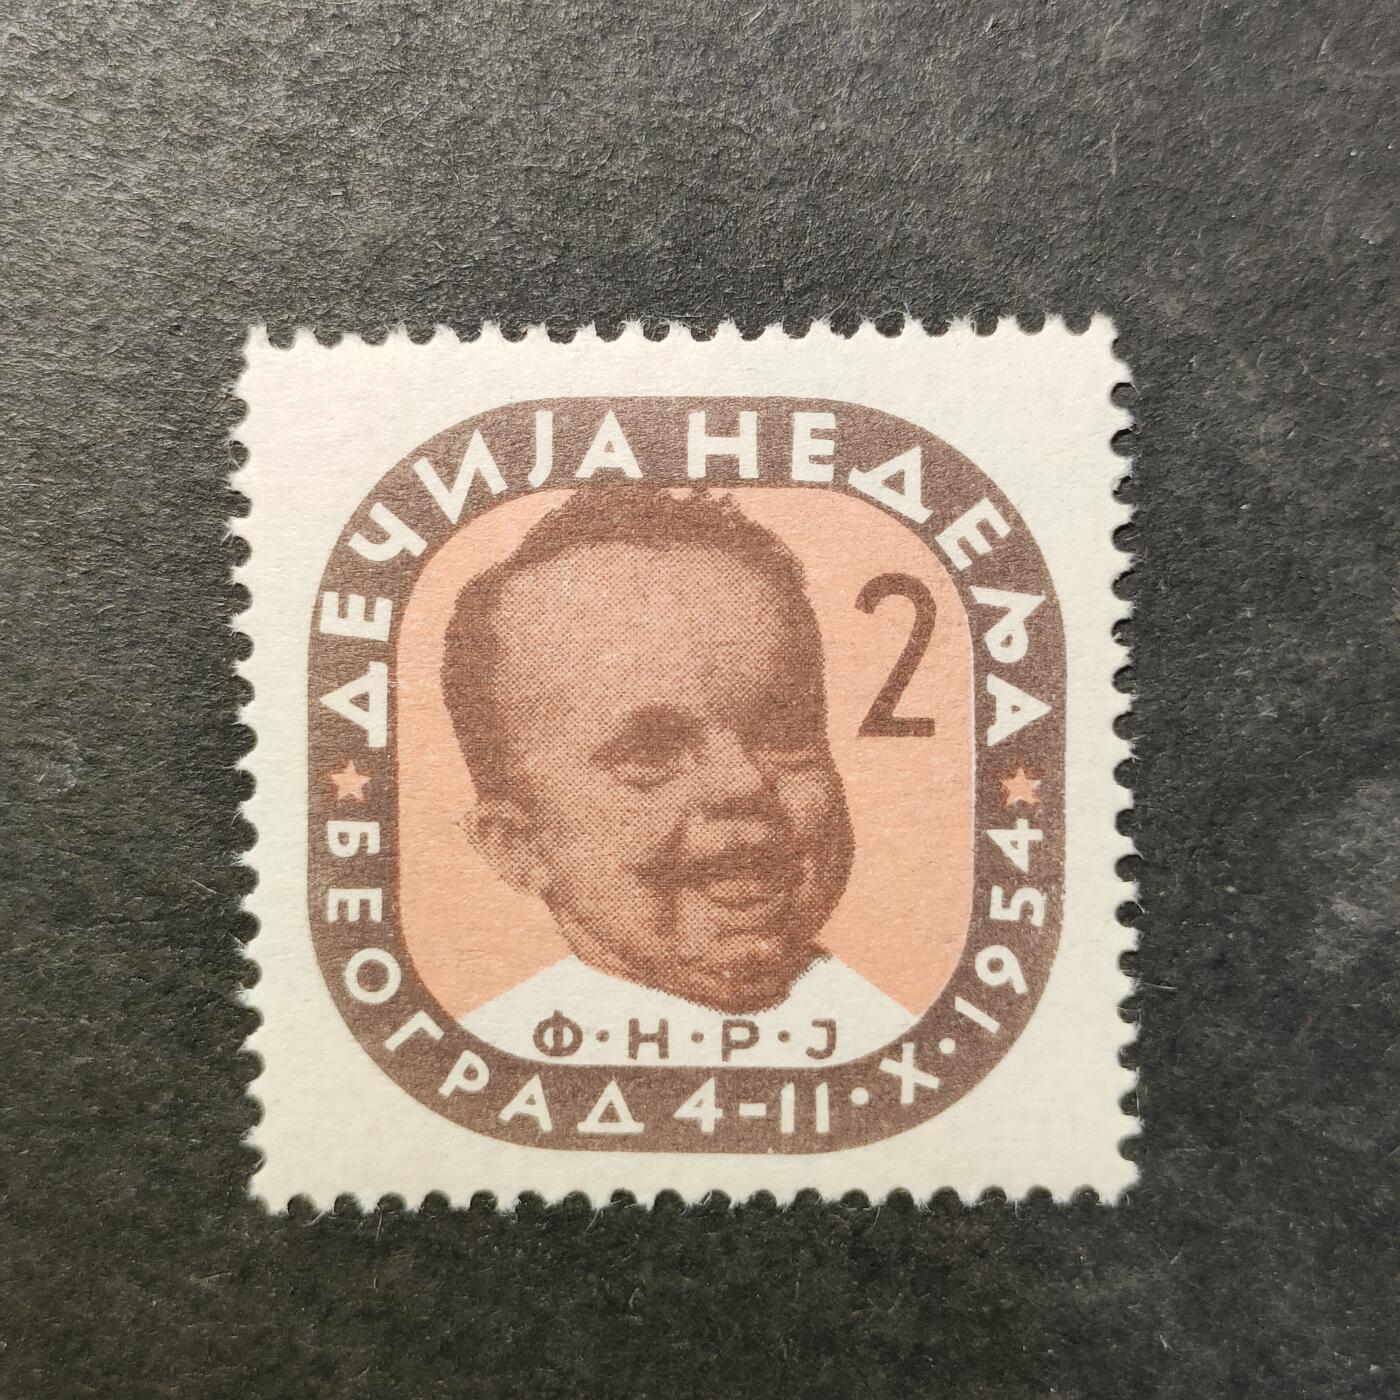 ДЕЧИЈА НЕДЕЉА
2
Ф·Н·Р·Ј
БЕОГРАД 4-11·X·1954